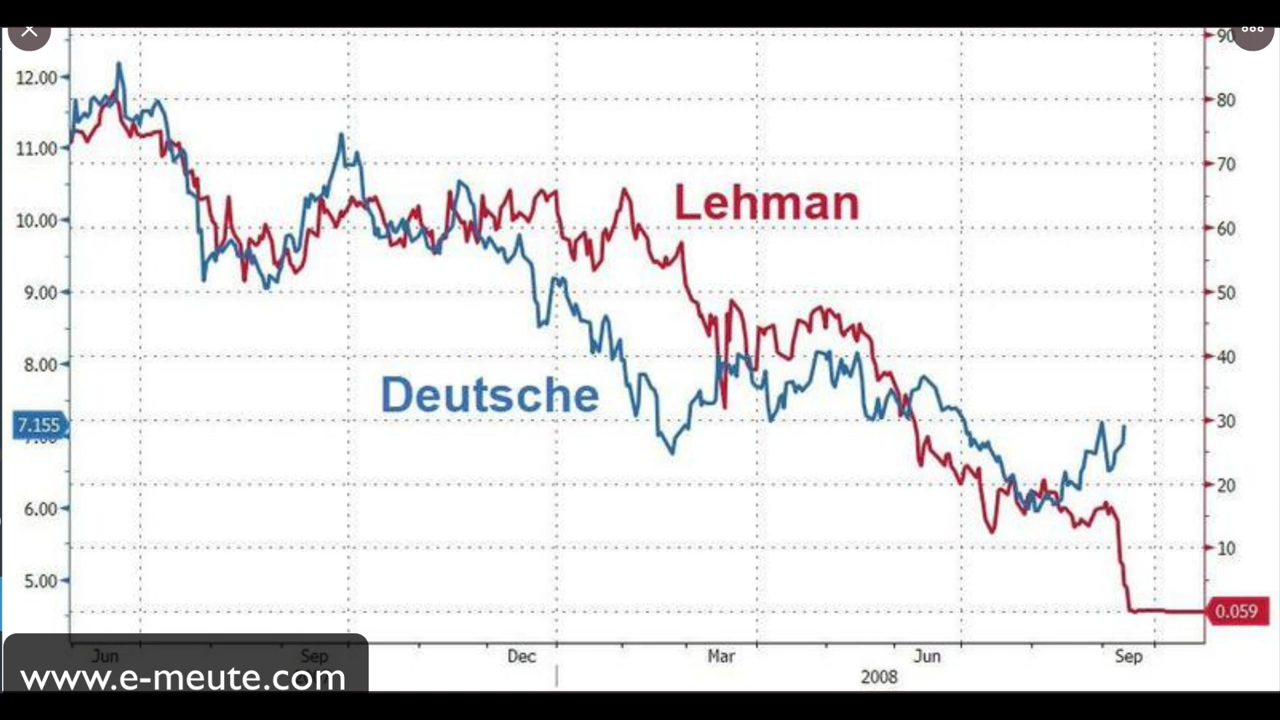 90
12.00
80
11.00
70
Lehman
10.00
60
9.00
50
8.00
40
Deutsche
7.155
30
6.00
20
10
5.00
0.059
Jun
Sep
Dec
Mar
Jun
Sep
2008
www.e-meute.com